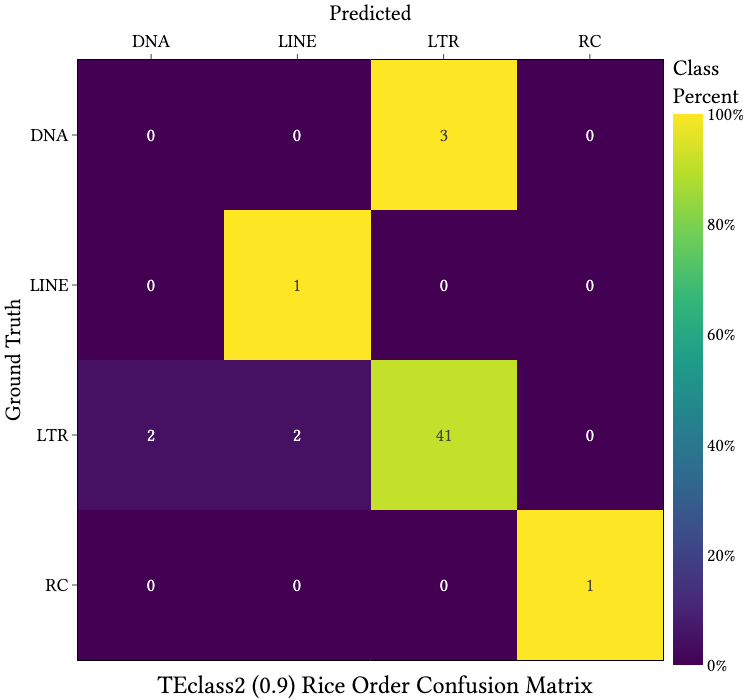 Predicted
DNA LINE LTR RC
Class
Percent
100%
80%
60%
40%
20%
0%
Ground Truth
DNA 0 0 3 0
LINE 0 1 0 0
LTR 2 2 41 0
RC 0 0 0 1
TEclass2 (0.9) Rice Order Confusion Matrix